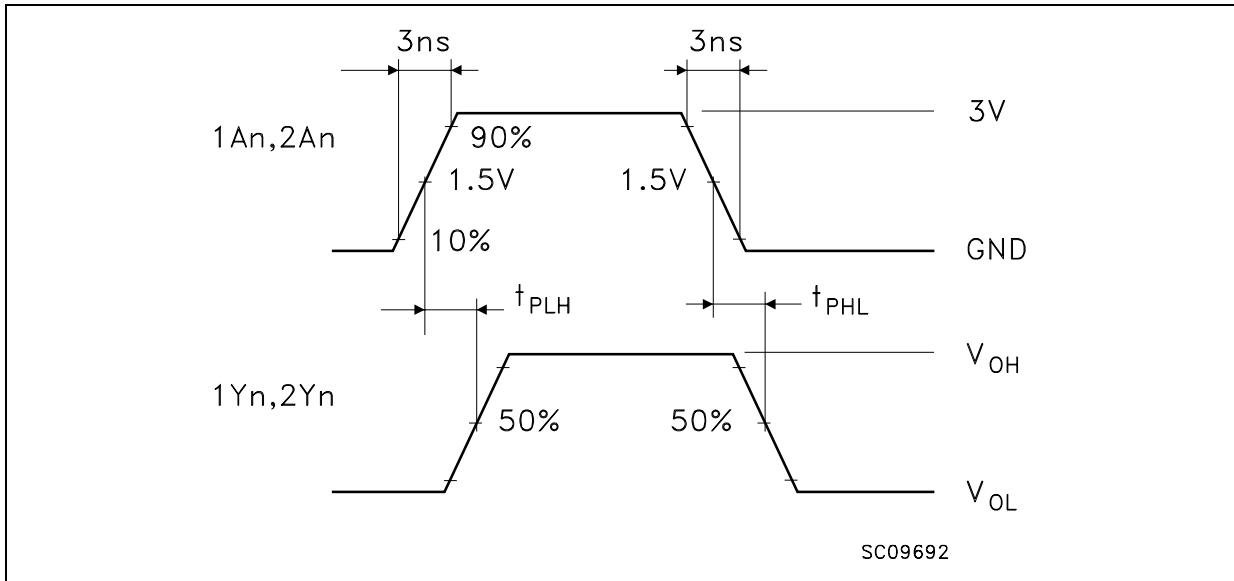 3ns 3ns
3V
1An,2An
90%
1.5V 1.5V
10%
GND
tPLH tPHL
VOH
1Yn,2Yn
50% 50%
VOL
SC09692